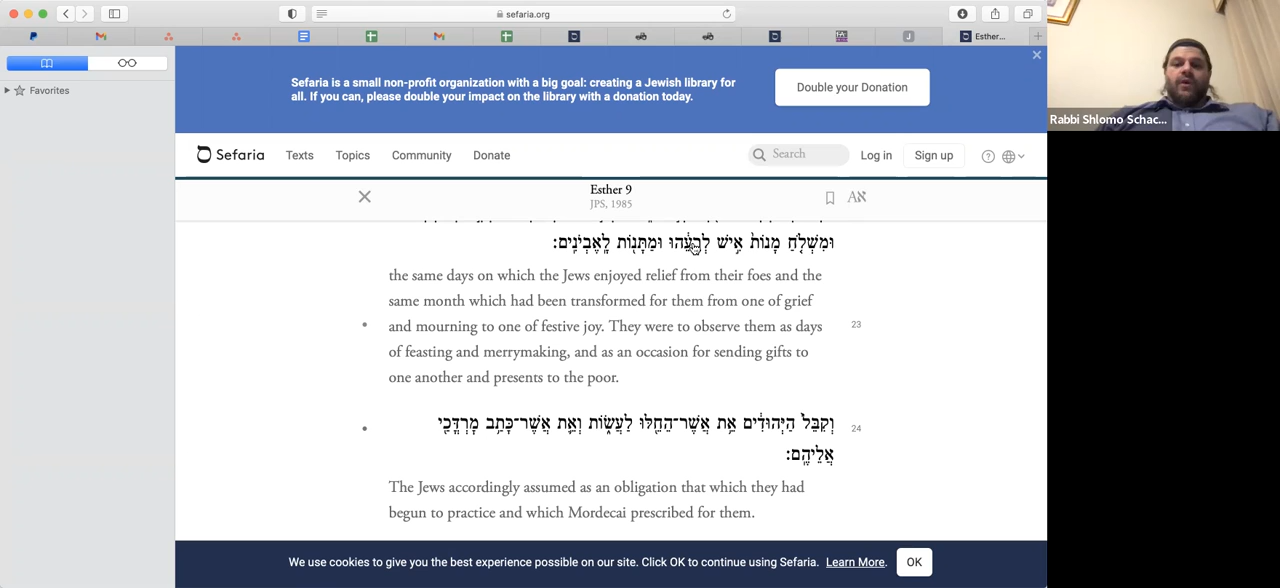 sefaria.org
Esther...
Favorites
Sefaria is a small non-profit organization with a big goal: creating a Jewish library for
all. If you can, please double your impact on the library with a donation today.
Double your Donation
Sefaria
Texts
Topics
Community
Donate
Search
Log in
Sign up
Esther 9
JPS, 1985
וּמִשְׁלֹ֤חַ מָנוֹת֙ אִ֣ישׁ לְרֵעֵ֔הוּ וּמַתָּנ֖וֹת לָֽאֶבְיֹנִֽים׃
the same days on which the Jews enjoyed relief from their foes and the
same month which had been transformed for them from one of grief
and mourning to one of festive joy. They were to observe them as days
23
of feasting and merrymaking, and as an occasion for sending gifts to
one another and presents to the poor.
וְקִבֵּל֙ הַיְּהוּדִ֔ים אֵ֥ת אֲשֶׁר־הֵחֵ֖לּוּ לַעֲשׂ֑וֹת וְאֵ֛ת אֲשֶׁר־כָּתַ֥ב מָרְדֳּכַ֖י
24
אֲלֵיהֶֽם׃
The Jews accordingly assumed as an obligation that which they had
begun to practice and which Mordecai prescribed for them.
We use cookies to give you the best experience possible on our site. Click OK to continue using Sefaria. Learn More.
OK
Rabbi Shlomo Schac...